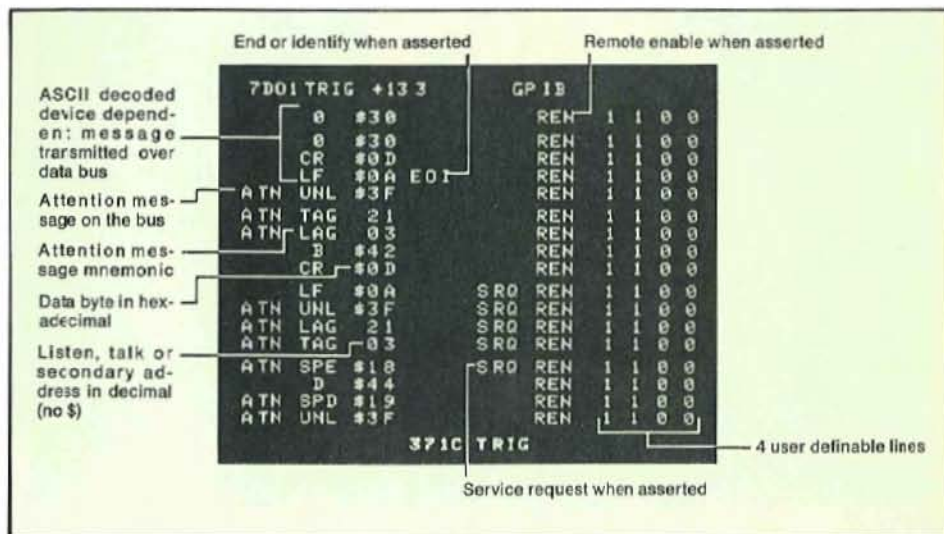 End or identify when asserted
Remote enable when asserted
ASCII decoded
device depend-
en: message
transmitted over
data bus
Attention mes-
sage on the bus
Attention mes-
sage mnemonic
Data byte in hex-
adecimal
Listen, talk or
secondary ad-
dress in decimal
(no $)
7D01 TRIG +133 GPIB
0 $30 REN 1 1 0 0
0 $30 REN 1 1 0 0
CR $0D REN 1 1 0 0
LF $0A EOI REN 1 1 0 0
ATN UNL $3F REN 1 1 0 0
ATN TAG 21 REN 1 1 0 0
ATN LAG 03 REN 1 1 0 0
B $42 REN 1 1 0 0
CR $0D REN 1 1 0 0
LF $0A SRQ REN 1 1 0 0
ATN UNL $3F SRQ REN 1 1 0 0
ATN LAG 21 SRQ REN 1 1 0 0
ATN TAG 03 SRQ REN 1 1 0 0
ATN SPE $18 SRQ REN 1 1 0 0
D $44 REN 1 1 0 0
ATN SPD $19 REN 1 1 0 0
ATN UNL $3F REN 1 1 0 0
371C TRIG
4 user definable lines
Service request when asserted